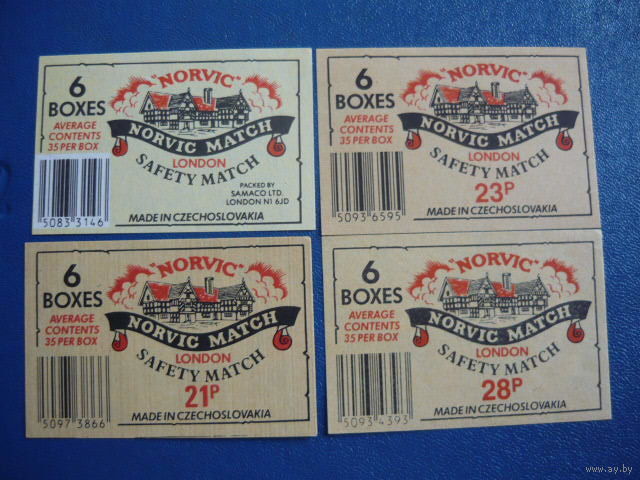 6
BOXES
AVERAGE
CONTENTS
35 PER BOX
"NORVIC"
NORVIC MATCH
LONDON
SAFETY MATCH
PACKED BY
SAMACO LTD.
LONDON N1 6JD
5083 3146
MADE IN CZECHOSLOVAKIA
6
BOXES
AVERAGE
CONTENTS
35 PER BOX
"NORVIC"
NORVIC MATCH
LONDON
SAFETY MATCH
23P
5093 6595
MADE IN CZECHOSLOVAKIA
6
BOXES
AVERAGE
CONTENTS
35 PER BOX
"NORVIC"
NORVIC MATCH
LONDON
SAFETY MATCH
21P
5097 3866
MADE IN CZECHOSLOVAKIA
6
BOXES
AVERAGE
CONTENTS
35 PER BOX
"NORVIC"
NORVIC MATCH
LONDON
SAFETY MATCH
28P
5093 4393
MADE IN CZECHOSLOVAKIA
ay.by